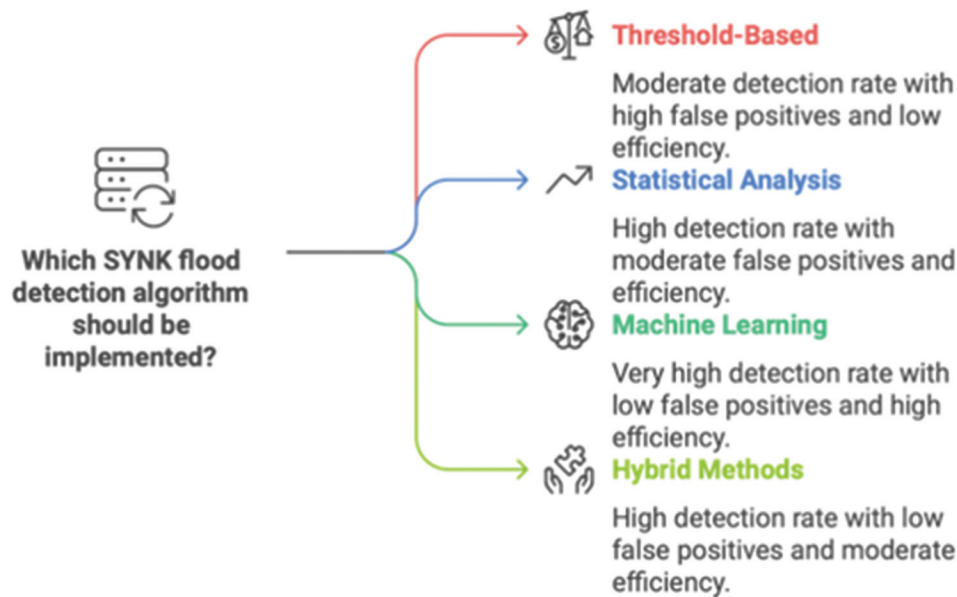 Which SYNK flood
detection algorithm
should be
implemented?
Threshold-Based
Moderate detection rate with
high false positives and low
efficiency.
Statistical Analysis
High detection rate with
moderate false positives and
efficiency.
Machine Learning
Very high detection rate with
low false positives and high
efficiency.
Hybrid Methods
High detection rate with low
false positives and moderate
efficiency.